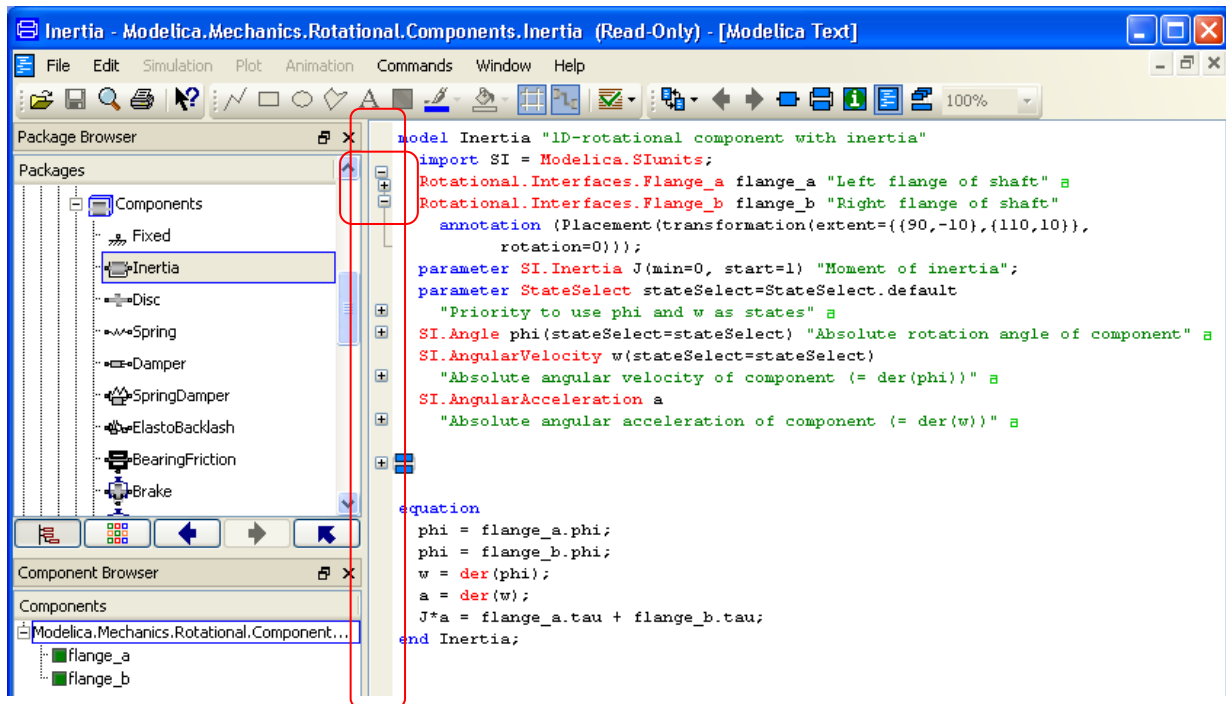 Inertia - Modelica.Mechanics.Rotational.Components.Inertia (Read-Only) - [Modelica Text]
File Edit Simulation Plot Animation Commands Window Help
100%
Package Browser
Packages
Components
Fixed
Inertia
Disc
Spring
Damper
SpringDamper
ElastoBacklash
BearingFriction
Brake
Component Browser
Components
Modelica.Mechanics.Rotational.Component...
flange_a
flange_b
model Inertia "1D-rotational component with inertia"
import SI = Modelica.SIunits;
Rotational.Interfaces.Flange_a flange_a "Left flange of shaft" a
Rotational.Interfaces.Flange_b flange_b "Right flange of shaft"
annotation (Placement(transformation(extent={{90,-10},{110,10}},
rotation=0)));
parameter SI.Inertia J(min=0, start=1) "Moment of inertia";
parameter StateSelect stateSelect=StateSelect.default
"Priority to use phi and w as states" a
SI.Angle phi(stateSelect=stateSelect) "Absolute rotation angle of component" a
SI.AngularVelocity w(stateSelect=stateSelect)
"Absolute angular velocity of component (= der(phi))" a
SI.AngularAcceleration a
"Absolute angular acceleration of component (= der(w))" a
equation
phi = flange_a.phi;
phi = flange_b.phi;
w = der(phi);
a = der(w);
J*a = flange_a.tau + flange_b.tau;
end Inertia;